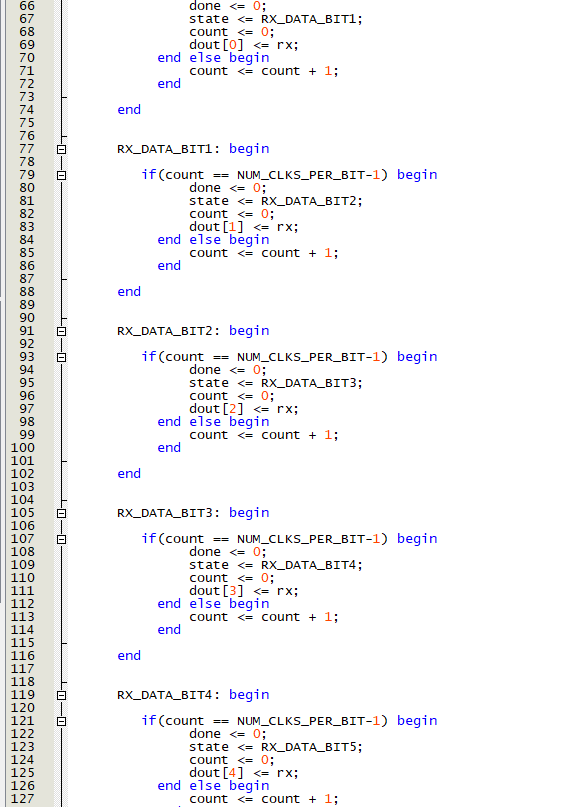 66 done <= 0;
67 state <= RX_DATA_BIT1;
68 count <= 0;
69 dout[0] <= rx;
70 end else begin
71 count <= count + 1;
72 end
73
74 end
75
76
77 RX_DATA_BIT1: begin
78
79 if(count == NUM_CLKS_PER_BIT-1) begin
80 done <= 0;
81 state <= RX_DATA_BIT2;
82 count <= 0;
83 dout[1] <= rx;
84 end else begin
85 count <= count + 1;
86 end
87
88 end
89
90
91 RX_DATA_BIT2: begin
92
93 if(count == NUM_CLKS_PER_BIT-1) begin
94 done <= 0;
95 state <= RX_DATA_BIT3;
96 count <= 0;
97 dout[2] <= rx;
98 end else begin
99 count <= count + 1;
100 end
101
102 end
103
104
105 RX_DATA_BIT3: begin
106
107 if(count == NUM_CLKS_PER_BIT-1) begin
108 done <= 0;
109 state <= RX_DATA_BIT4;
110 count <= 0;
111 dout[3] <= rx;
112 end else begin
113 count <= count + 1;
114 end
115
116 end
117
118
119 RX_DATA_BIT4: begin
120
121 if(count == NUM_CLKS_PER_BIT-1) begin
122 done <= 0;
123 state <= RX_DATA_BIT5;
124 count <= 0;
125 dout[4] <= rx;
126 end else begin
127 count <= count + 1;